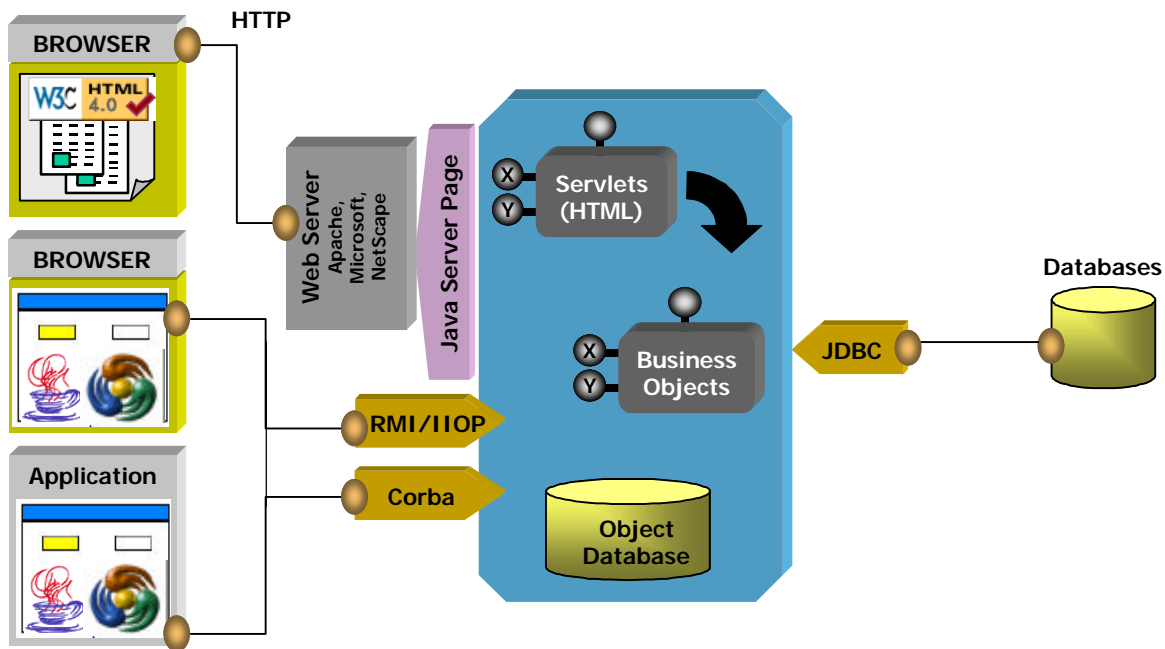 HTTP
BROWSER
W3C HTML
4.0
BROWSER
Application
Web Server
Apache,
Microsoft,
NetScape
Java Server Page
X
Y
Servlets
(HTML)
X
Y
Business
Objects
RMI/IIOP
Corba
Object
Database
JDBC
Databases